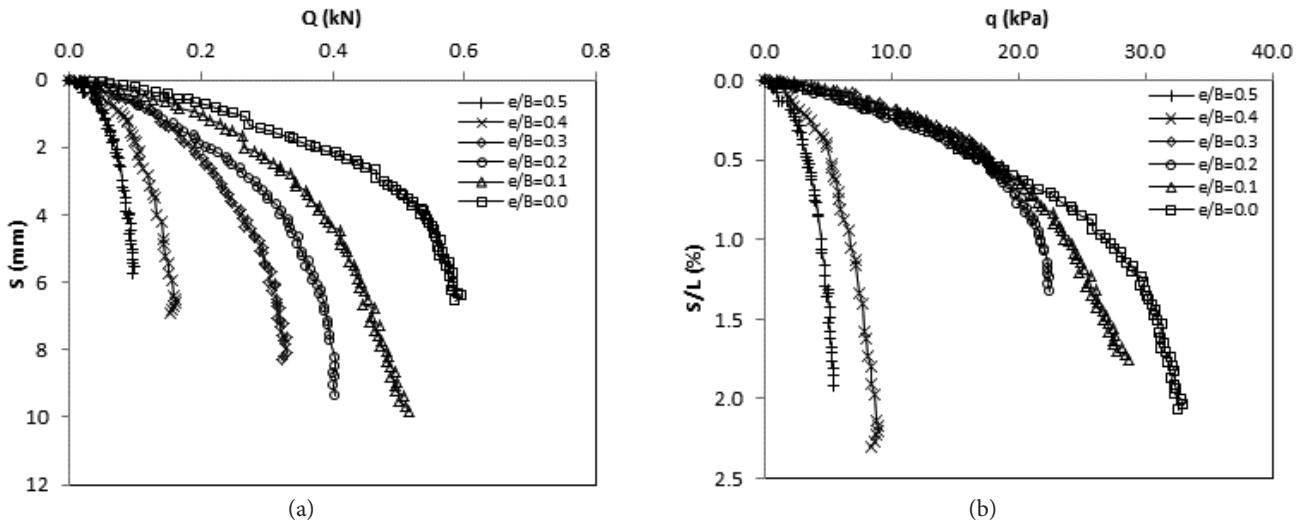 Q (kN)
0.0 0.2 0.4 0.6 0.8
0
2
4
6
8
10
12
S (mm)
e/B=0.5
e/B=0.4
e/B=0.3
e/B=0.2
e/B=0.1
e/B=0.0
(a)
q (kPa)
0.0 10.0 20.0 30.0 40.0
0.0
0.5
1.0
1.5
2.0
2.5
S/L (%)
e/B=0.5
e/B=0.4
e/B=0.3
e/B=0.2
e/B=0.1
e/B=0.0
(b)